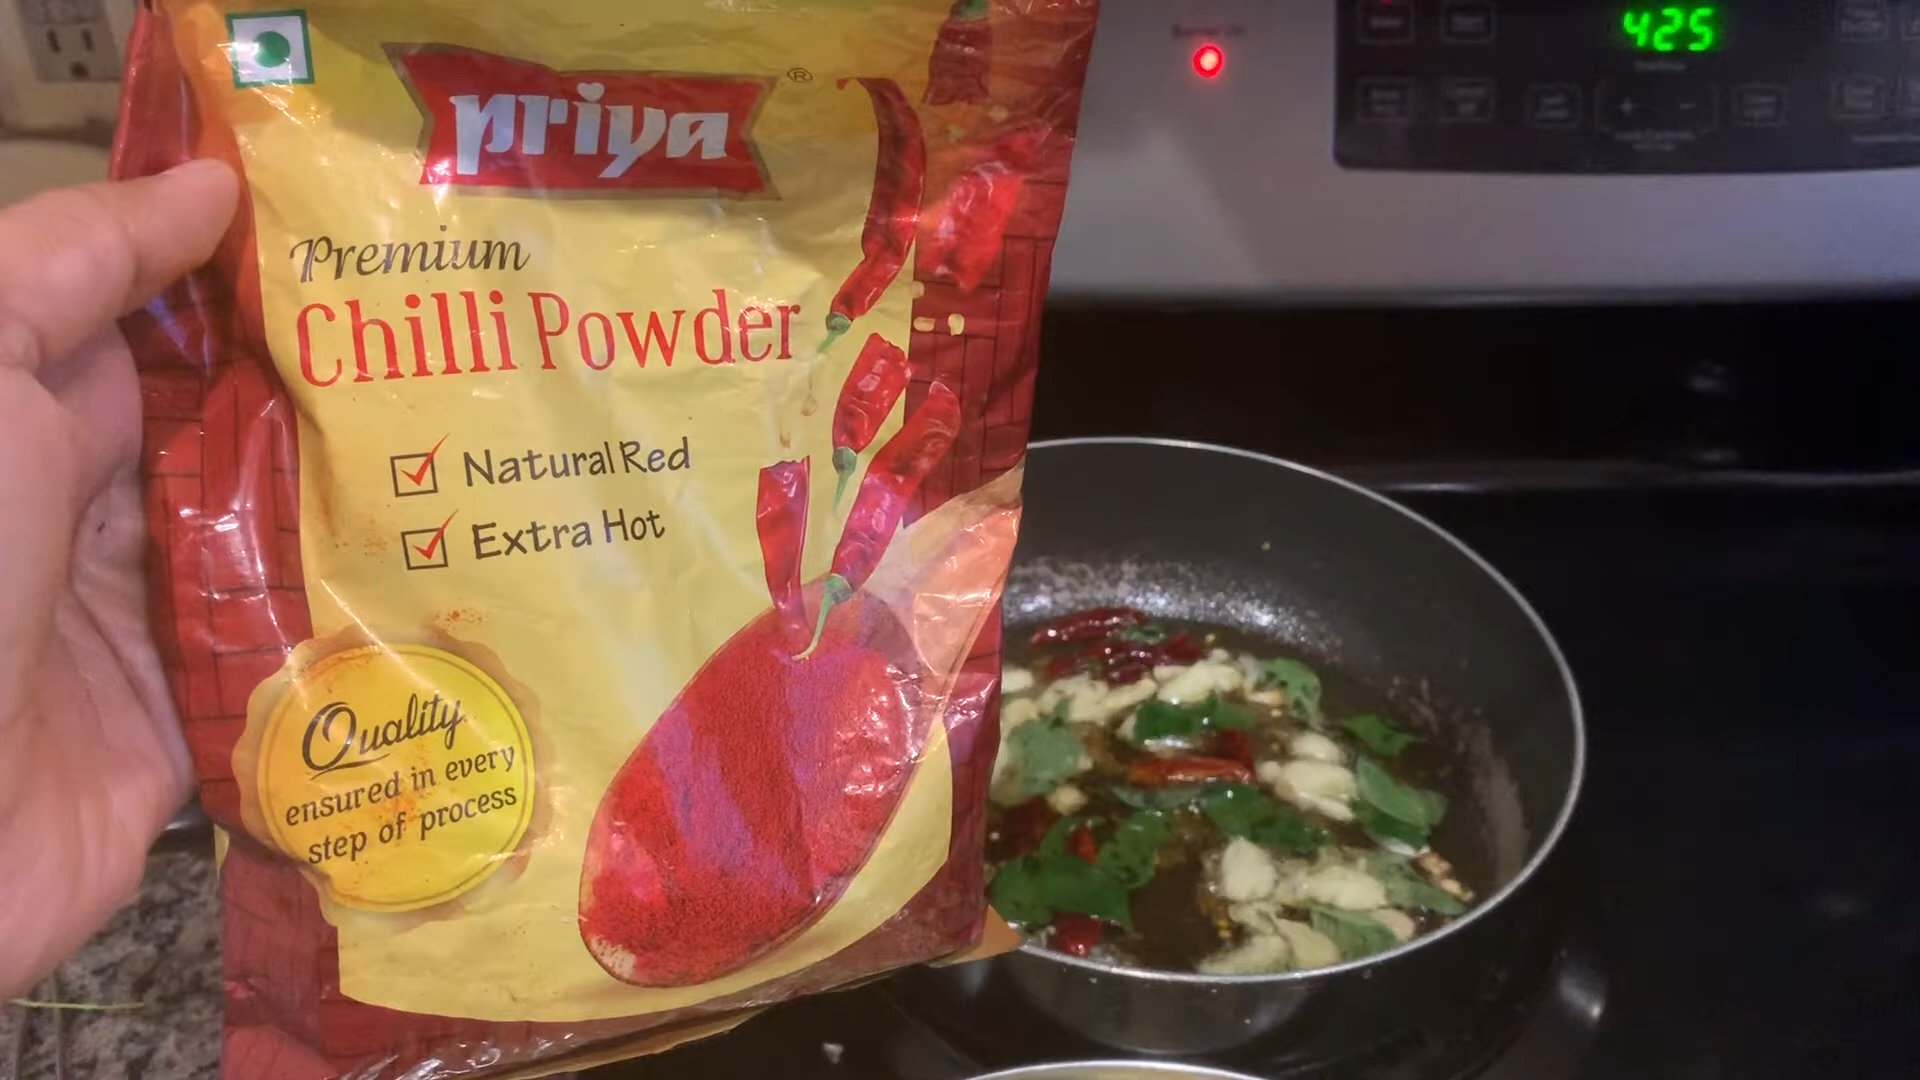 priya
®
Premium
Chilli Powder
Natural Red
Extra Hot
Quality
ensured in every
step of process
425